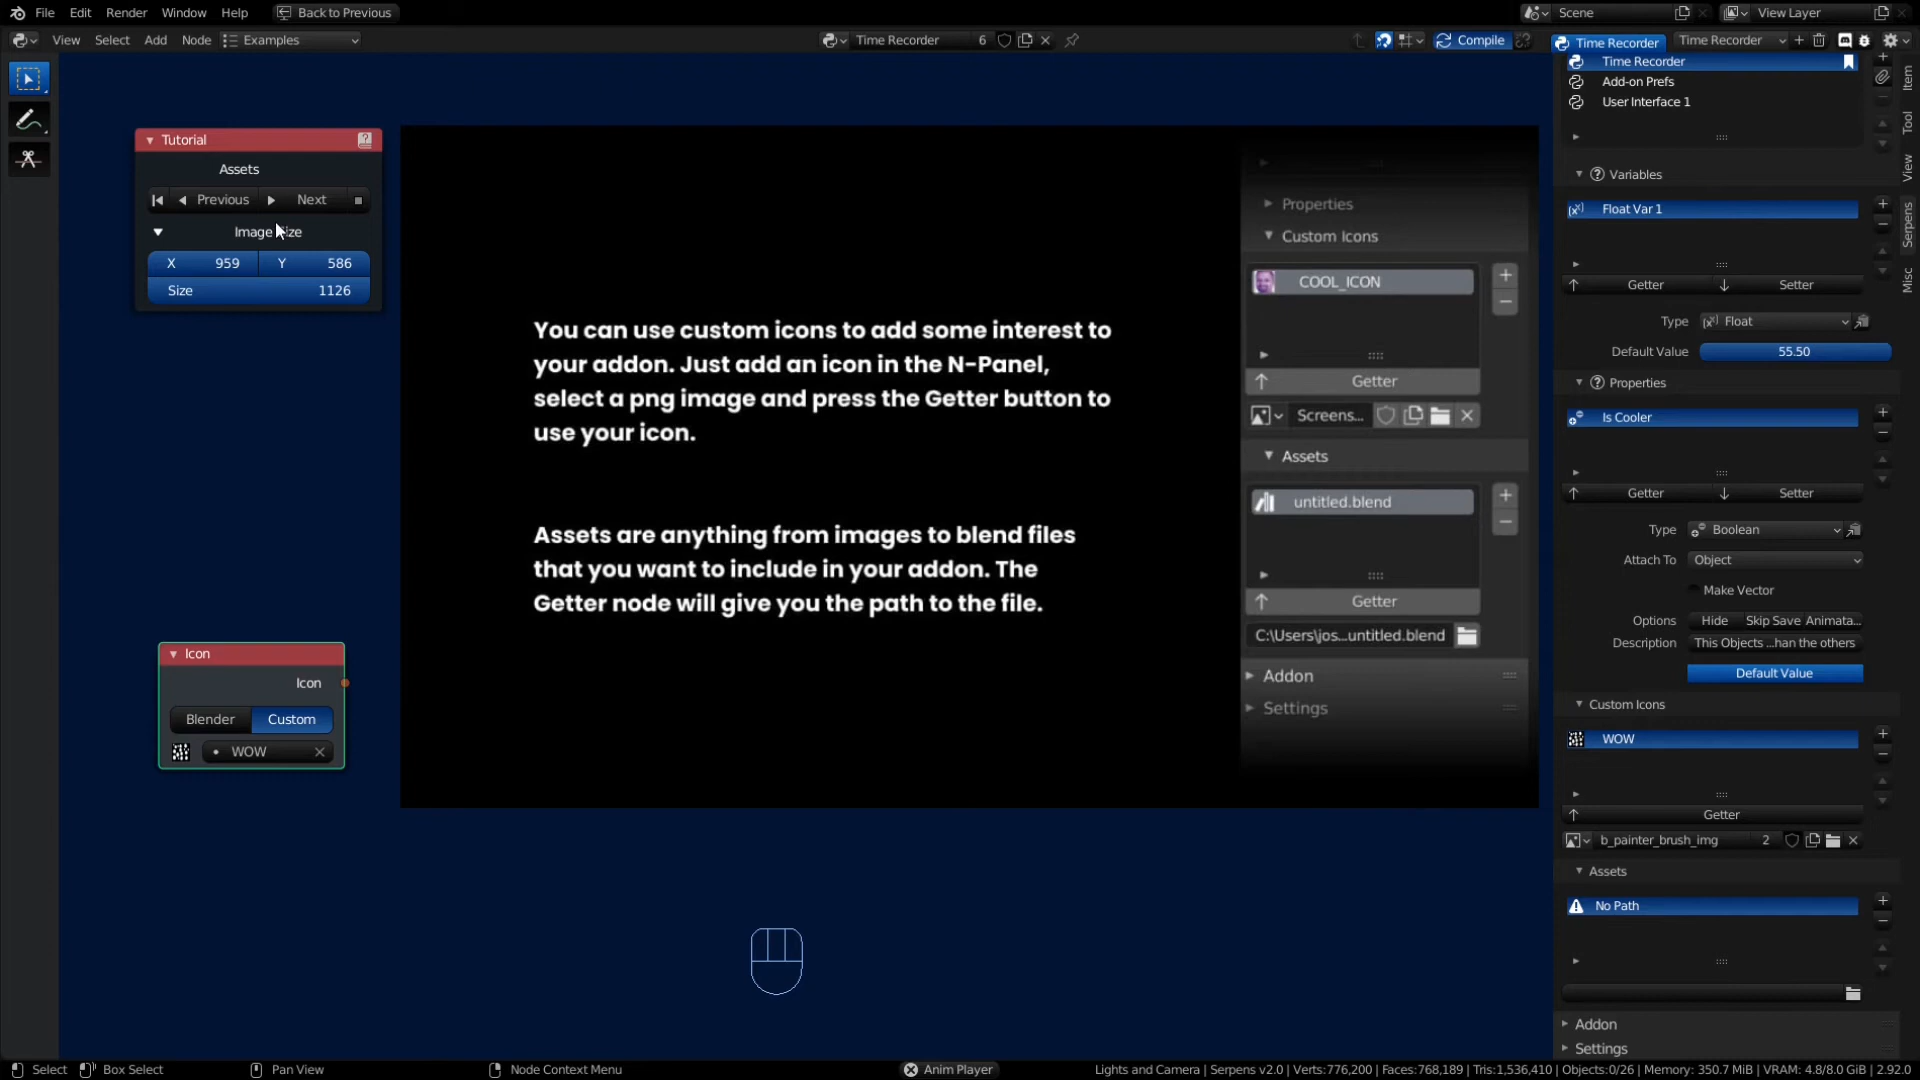 File Edit Render Window Help Back to Previous Scene View Layer
View Select Add Node Examples Time Recorder 6 Compile Time Recorder Time Recorder
Tutorial
Assets
Previous Next
Image Size
X 959 Y 586
Size 1126
Icon
Icon
Blender Custom
WOW
You can use custom icons to add some interest to
your addon. Just add an icon in the N-Panel,
select a png image and press the Getter button to
use your icon.
Assets are anything from images to blend files
that you want to include in your addon. The
Getter node will give you the path to the file.
Properties
Custom Icons
COOL_ICON
Getter
Screens...
Assets
untitled.blend
Getter
C:\Users\jos...untitled.blend
Addon
Settings
Time Recorder
Add-on Prefs
User Interface 1
Variables
Float Var 1
Getter Setter
Type Float
Default Value 55.50
Properties
Is Cooler
Getter Setter
Type Boolean
Attach To Object
Make Vector
Options Hide Skip Save Animata...
Description This Objects ...han the others
Default Value
Custom Icons
WOW
Getter
b_painter_brush_img 2
Assets
No Path
Addon
Settings
Item
Tool
View
Serpens
Misc
Select Box Select Pan View Node Context Menu Anim Player Lights and Camera | Serpens v2.0 | Verts:776,200 | Faces:768,189 | Tris:1,536,410 | Objects:0/26 | Memory: 350.7 MiB | VRAM: 4.8/8.0 GiB | 2.92.0